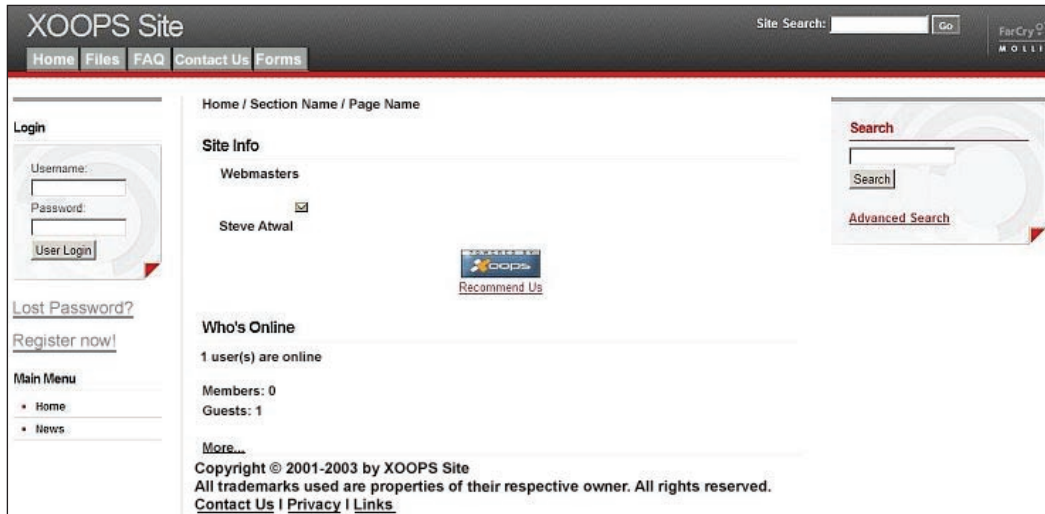 XOOPS Site
Site Search:
Go
FarCry
MOLLI
Home Files FAQ Contact Us Forms
Login
Username:
Password:
User Login
Lost Password?
Register now!
Main Menu
Home
News
Home / Section Name / Page Name
Site Info
Webmasters
Steve Atwal
POWERED BY
Xoops
Recommend Us
Who's Online
1 user(s) are online
Members: 0
Guests: 1
More...
Copyright © 2001-2003 by XOOPS Site
All trademarks used are properties of their respective owner. All rights reserved.
Contact Us | Privacy | Links
Search
Search
Advanced Search